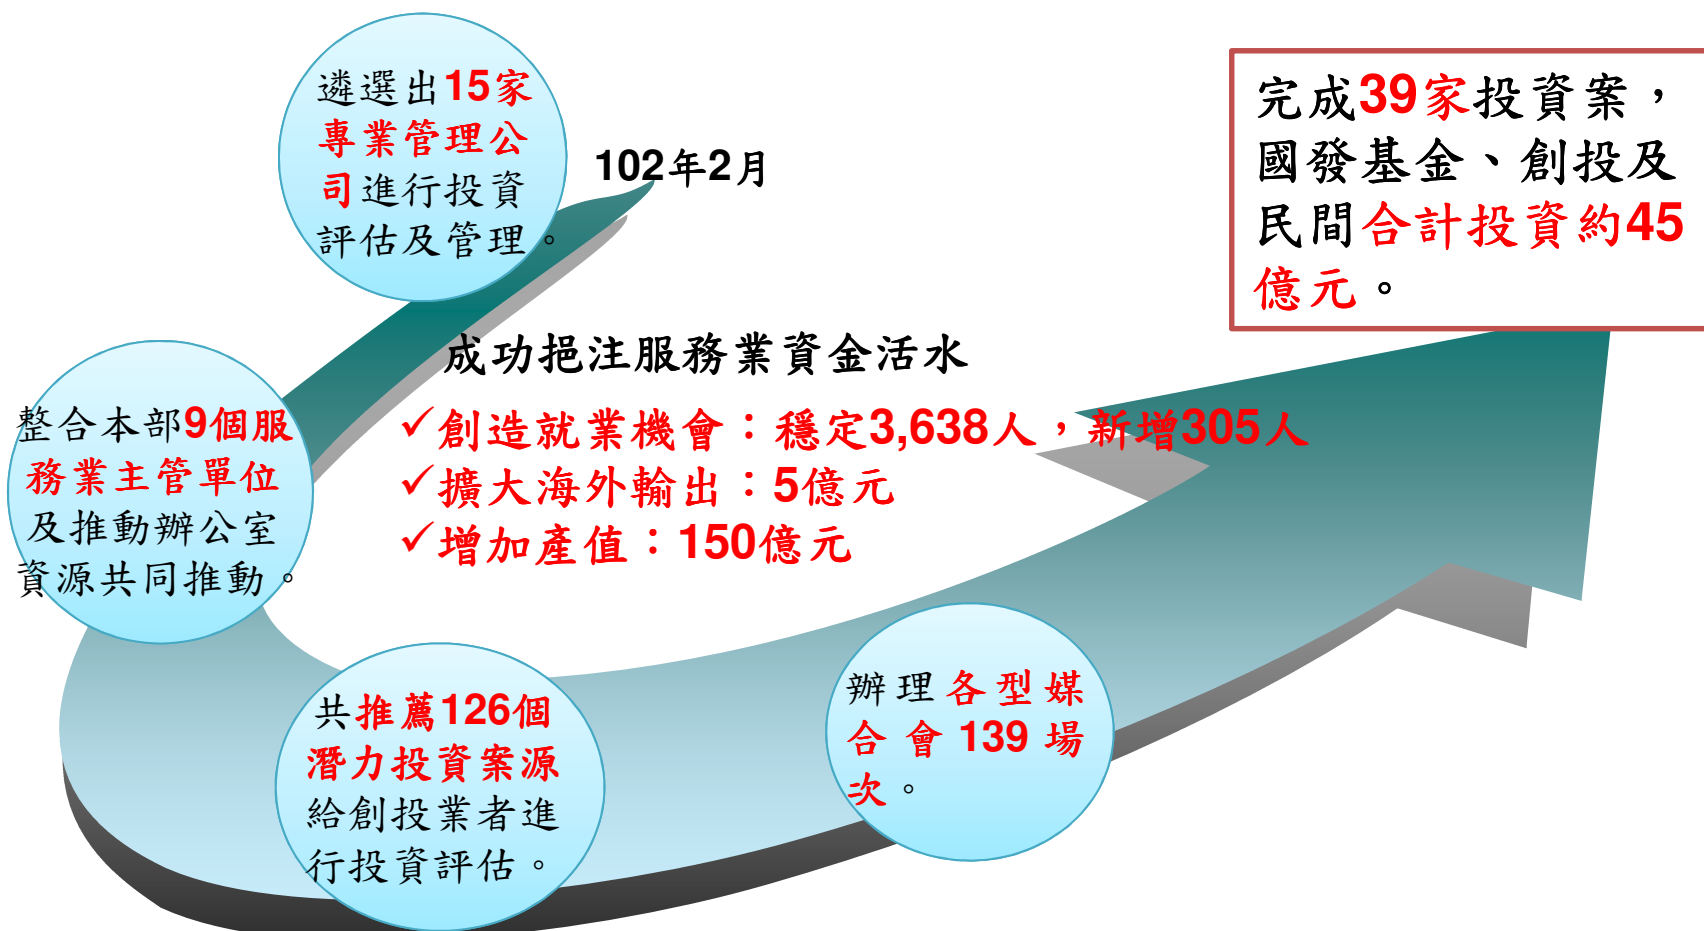 遴選出15家
專業管理公
司進行投資
評估及管理。
102年2月
完成39家投資案，
國發基金、創投及
民間合計投資約45
億元。
成功挹注服務業資金活水
✓創造就業機會：穩定3,638人，新增305人
✓擴大海外輸出：5億元
✓增加產值：150億元
整合本部9個服
務業主管單位
及推動辦公室
資源共同推動。
共推薦126個
潛力投資案源
給創投業者進
行投資評估。
辦理各型媒
合會139場
次。